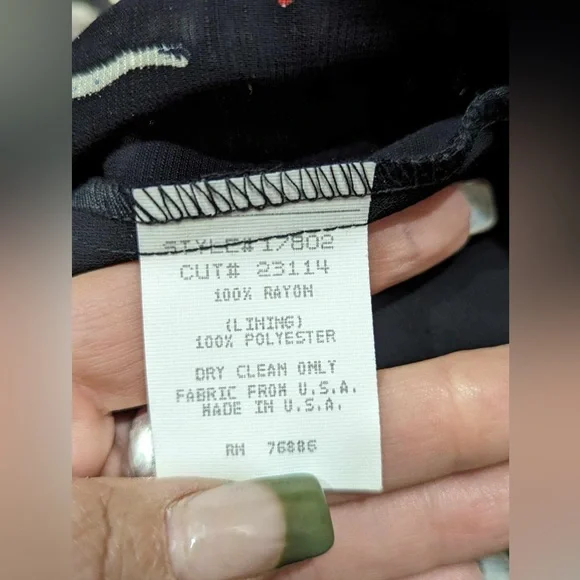 STYLE# 17802
CUT# 23114
100% RAYON
(LINING)
100% POLYESTER
DRY CLEAN ONLY
FABRIC FROM U.S.A.
MADE IN U.S.A.
RN 76886